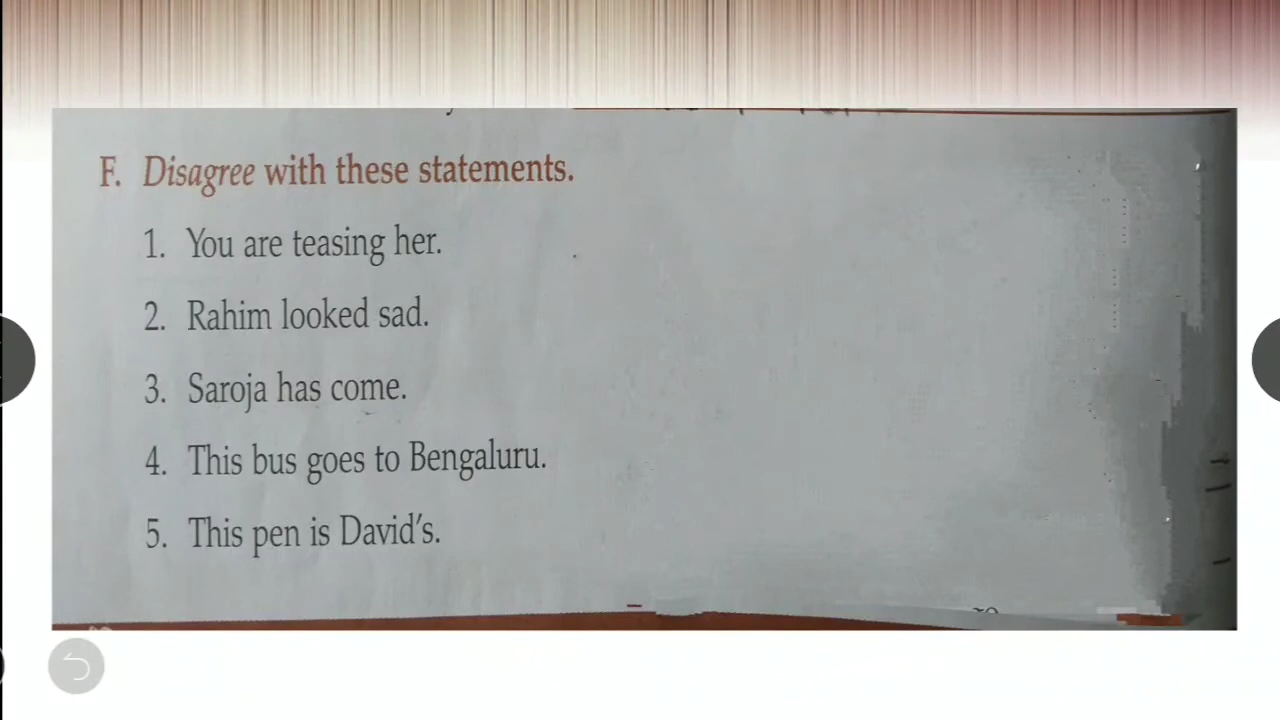 F. Disagree with these statements.
1. You are teasing her.
2. Rahim looked sad.
3. Saroja has come.
4. This bus goes to Bengaluru.
5. This pen is David's.